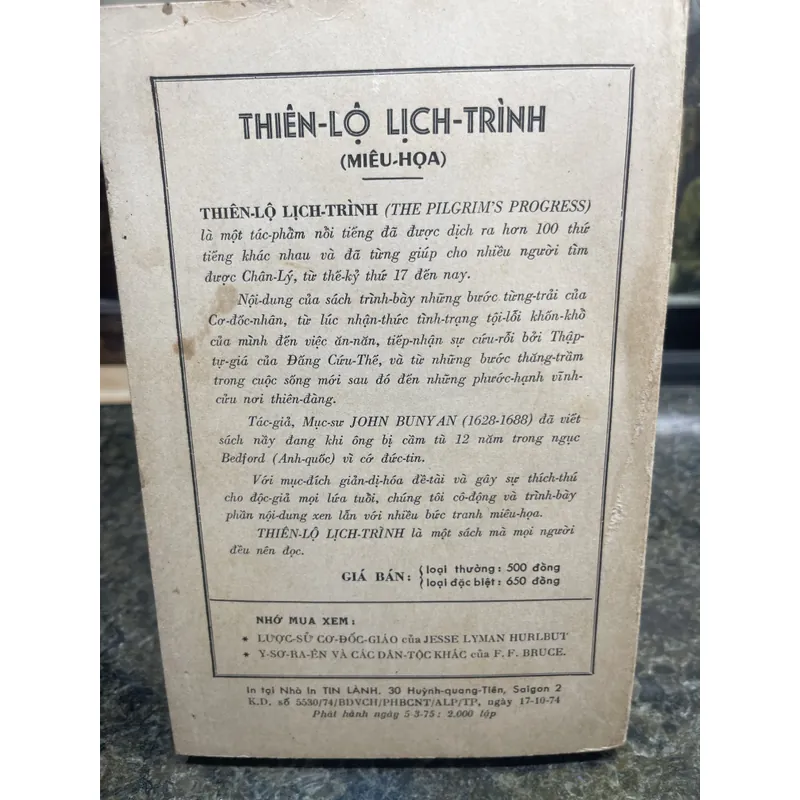 THIÊN-LỘ LỊCH-TRÌNH
(MIÊU-HỌA)
THIÊN-LỘ LỊCH-TRÌNH (THE PILGRIM'S PROGRESS)
là một tác-phẩm nổi tiếng đã được dịch ra hơn 100 thứ
tiếng khác nhau và đã từng giúp cho nhiều người tìm
được Chân-Lý, từ thế-kỷ thứ 17 đến nay.
Nội-dung của sách trình-bày những bước từng-trải của
Cơ-đốc-nhân, từ lúc nhận-thức tình-trạng tội-lỗi khốn-khổ
của mình đến việc ăn-năn, tiếp-nhận sự cứu-rỗi bởi Thập-
tự-giá của Đấng Cứu-Thế, và từ những bước thăng-trầm
trong cuộc sống mới sau đó đến những phước-hạnh vĩnh-
cửu nơi thiên-đàng.
Tác-giả, Mục-sư JOHN BUNYAN (1628-1688) đã viết
sách nầy đang khi ông bị cầm tù 12 năm trong ngục
Bedford (Anh-quốc) vì cớ đức-tin.
Với mục-đích giản-dị-hóa đề-tài và gây sự thích-thú
cho độc-giả mọi lứa tuổi, chúng tôi cô-động và trình-bày
phần nội-dung xen lẫn với nhiều bức tranh miêu-họa.
THIÊN-LỘ LỊCH-TRÌNH là một sách mà mọi người
đều nên đọc.
GIÁ BÁN: loại thường: 500 đồng
loại đặc biệt: 650 đồng
NHỚ MUA XEM:
★ LƯỢC-SỬ CƠ-ĐỐC-GIÁO của JESSE LYMAN HURLBUT
★ Y-SƠ-RA-ÊN VÀ CÁC DÂN-TỘC KHÁC của F. F. BRUCE.
In tại Nhà In TIN LÀNH, 30 Huỳnh-quang-Tiên, Saigon 2
K.D. số 5530/74/BDVCH/PHBCNT/ALP/TP, ngày 17-10-74
Phát hành ngày 5-3-75: 2.000 tập